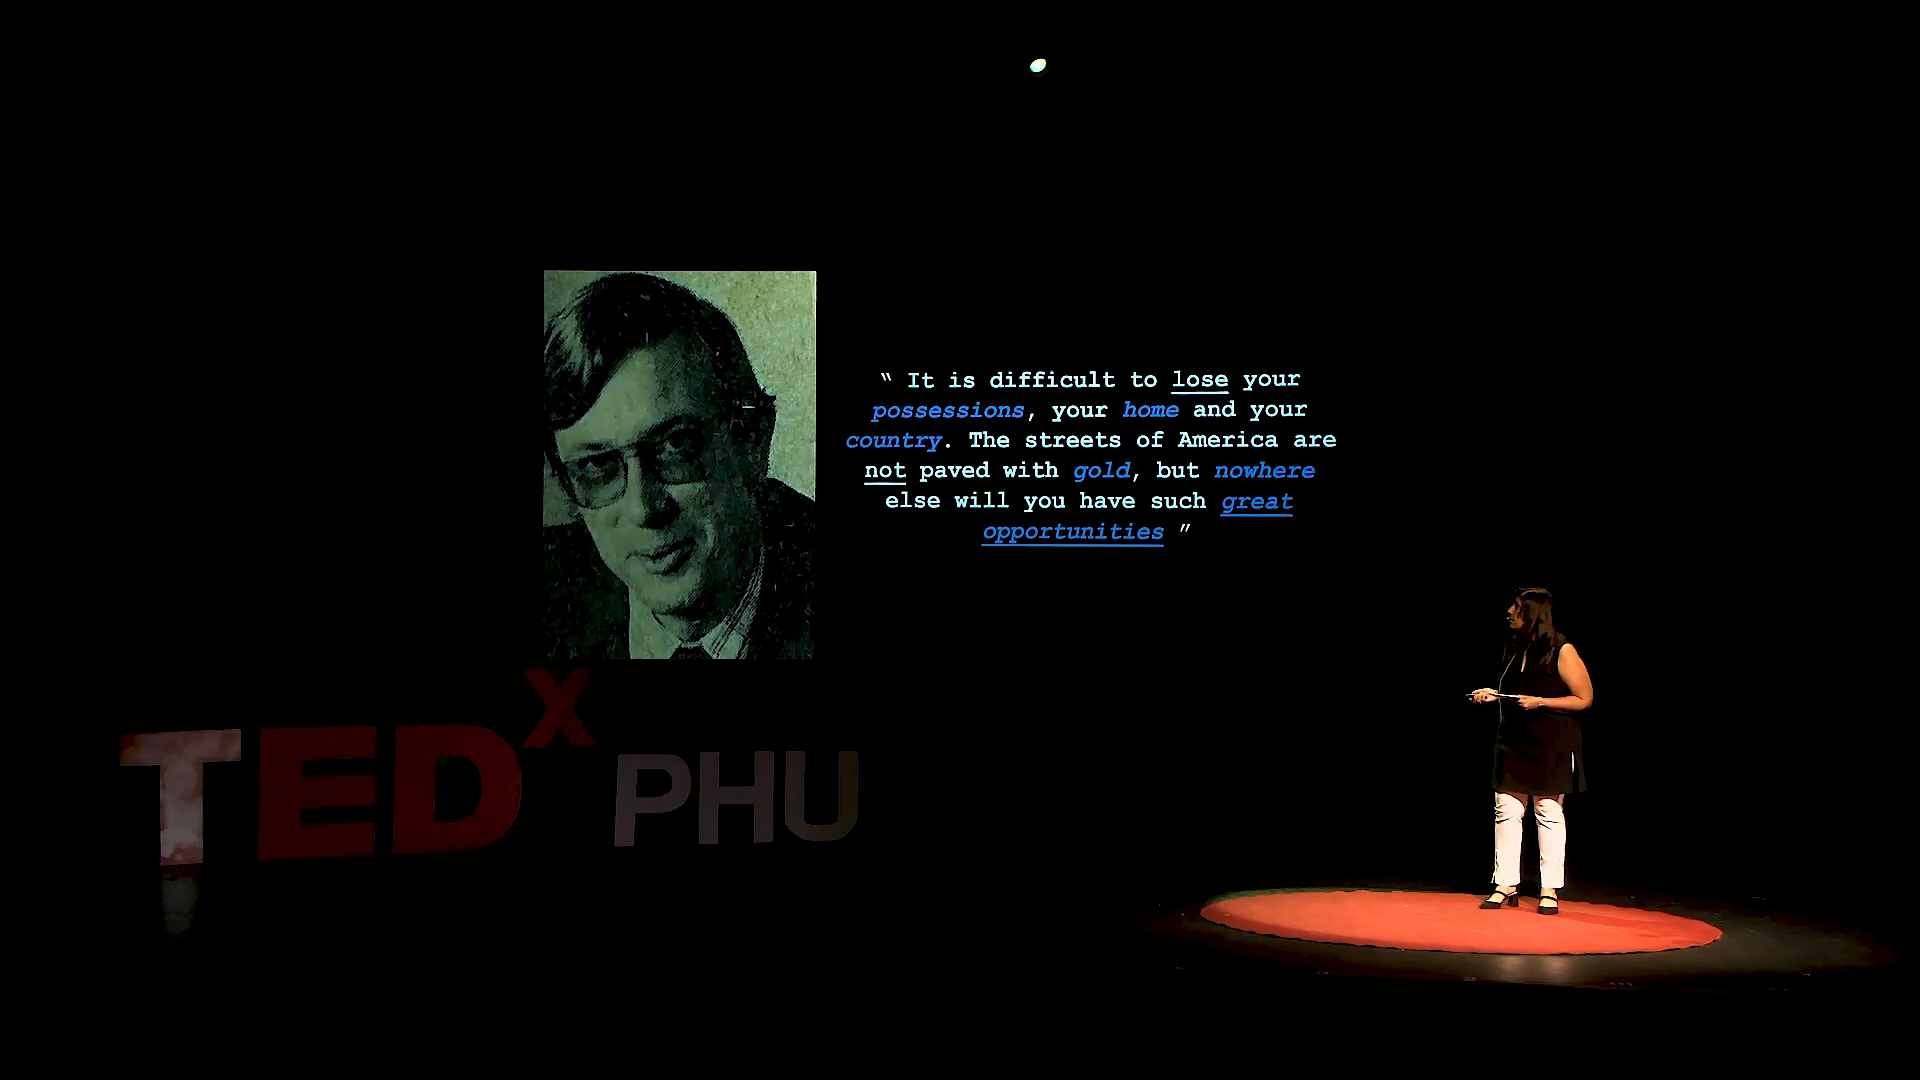 “ It is difficult to lose your
possessions, your home and your
country. The streets of America are
not paved with gold, but nowhere
else will you have such great
opportunities ”
TEDx PHU